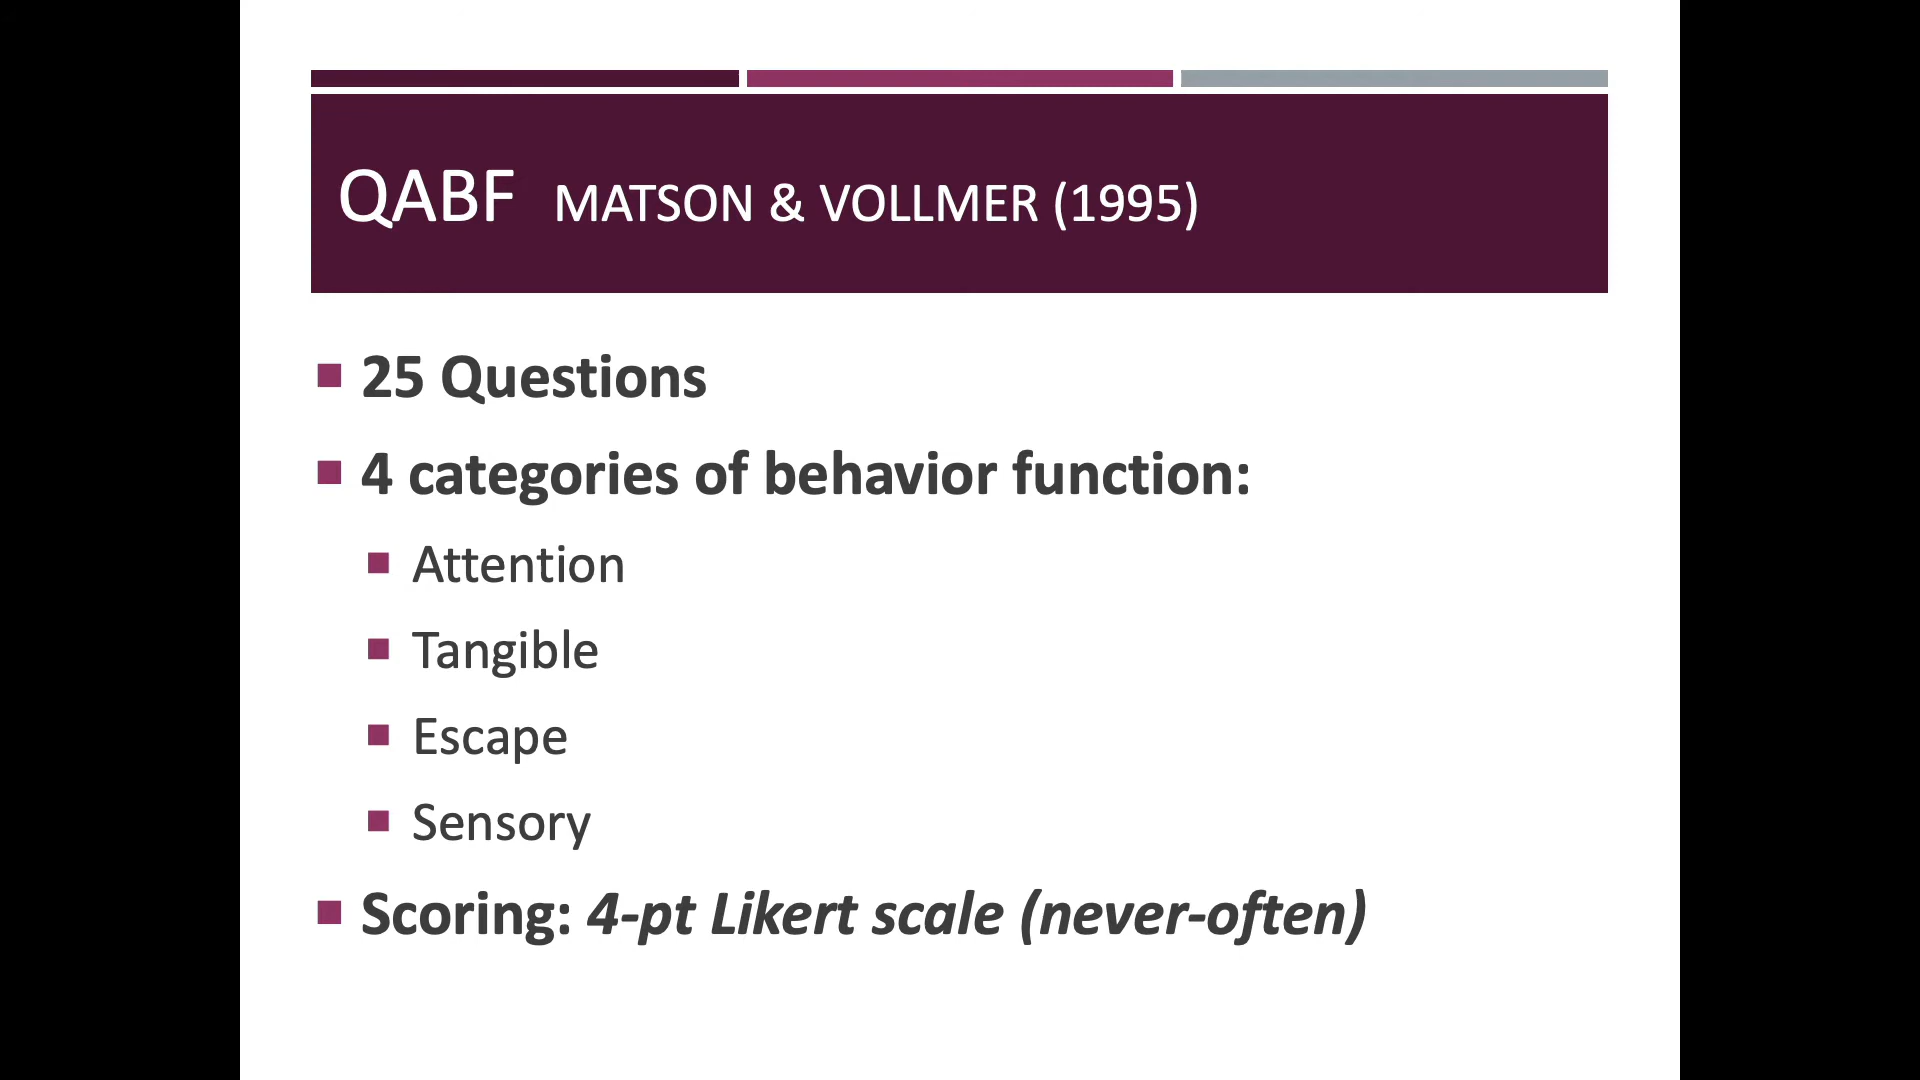 QABF MATSON & VOLLMER (1995)
25 Questions
4 categories of behavior function:
Attention
Tangible
Escape
Sensory
Scoring: 4-pt Likert scale (never-often)